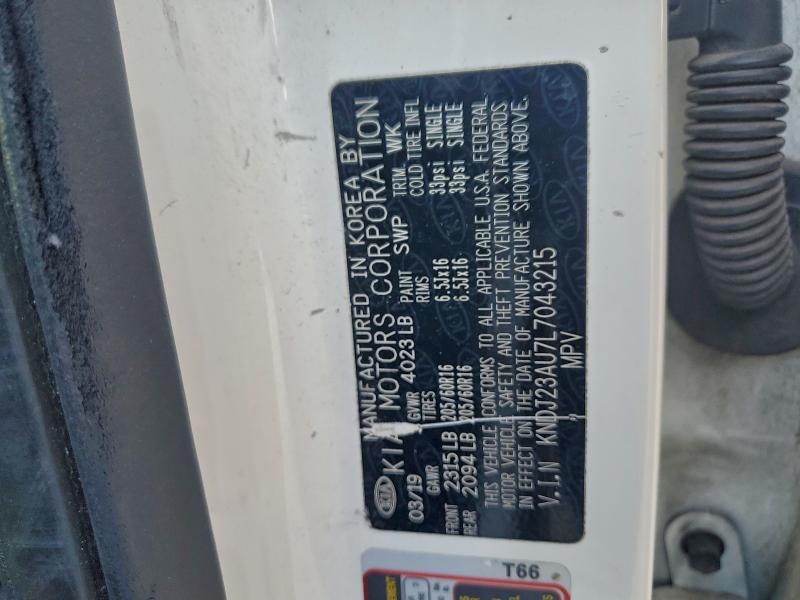 MANUFACTURED IN KOREA BY
KIA KIA MOTORS CORPORATION
03/19 GVWR 4023 LB PAINT SWP TRIM WK
GAWR TIRES RIMS COLD TIRE INFL
FRONT 2315 LB 205/60R16 6.5Jx16 33psi SINGLE
REAR 2094 LB 205/60R16 6.5Jx16 33psi SINGLE
THIS VEHICLE CONFORMS TO ALL APPLICABLE U.S.A. FEDERAL
MOTOR VEHICLE SAFETY AND THEFT PREVENTION STANDARDS
IN EFFECT ON THE DATE OF MANUFACTURE SHOWN ABOVE.
V.I.N KNDJ23AU7L7043215
MPV
T66